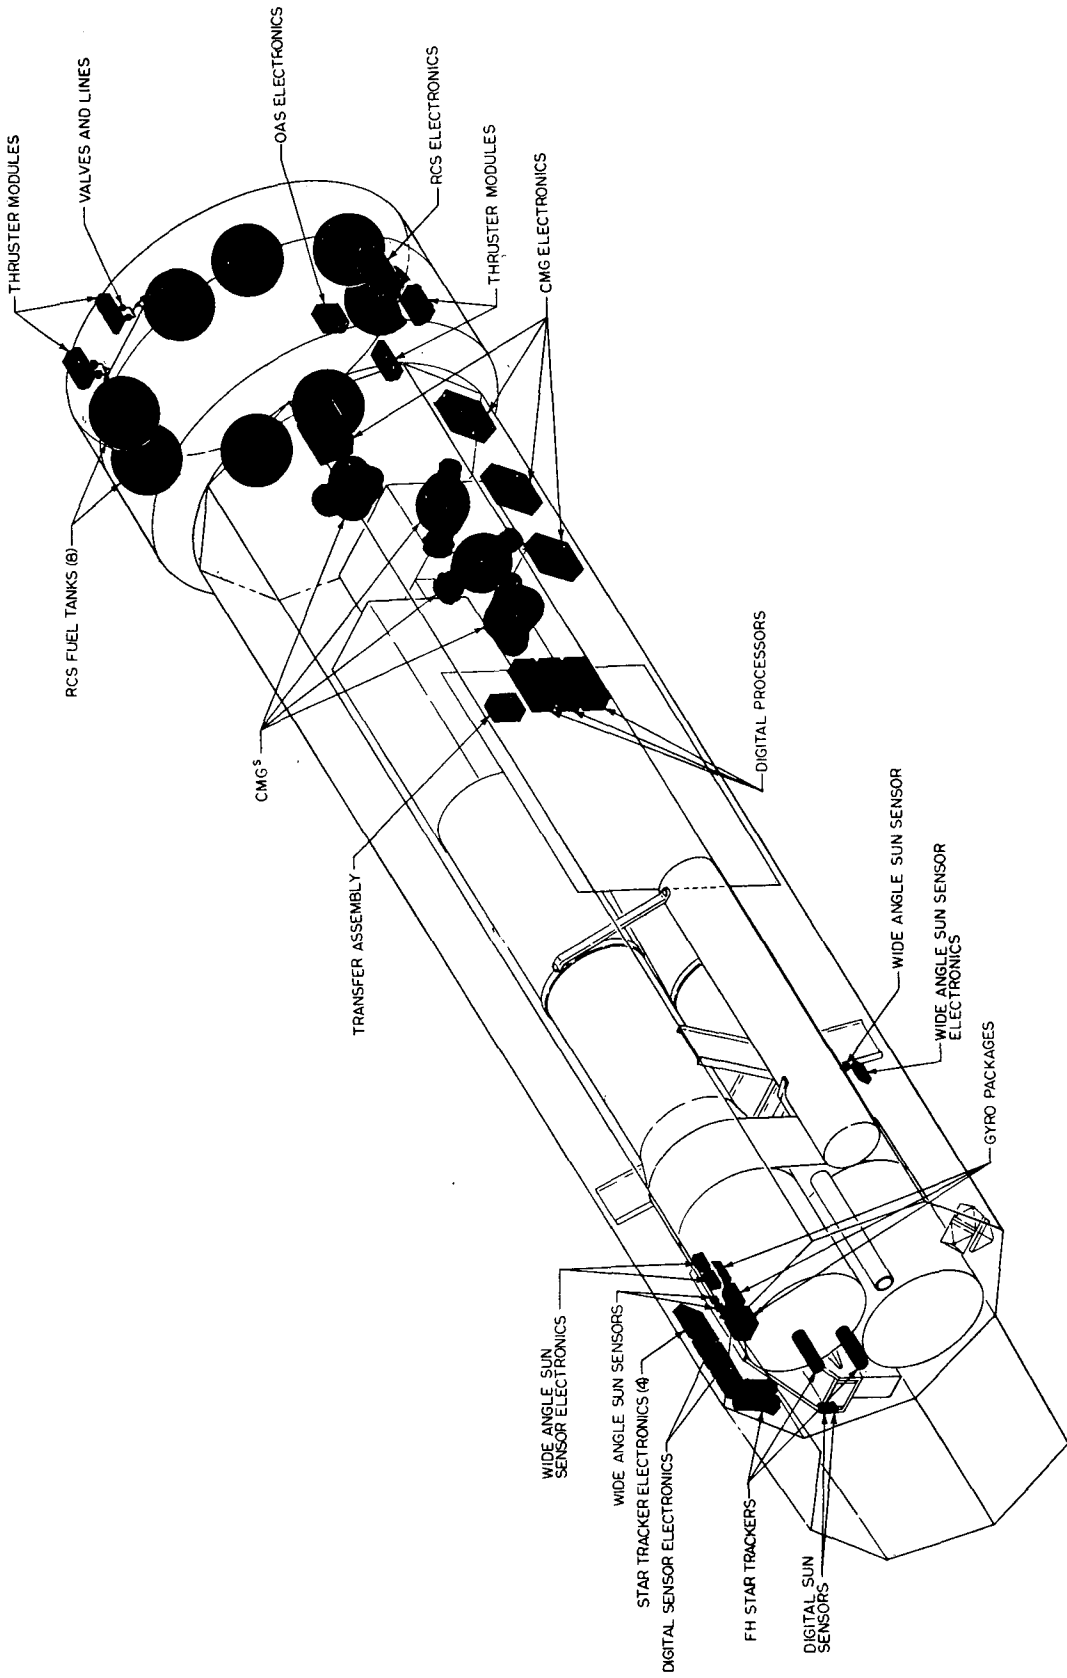 THRUSTER MODULES
VALVES AND LINES
OAS ELECTRONICS
RCS ELECTRONICS
THRUSTER MODULES
CMG ELECTRONICS
RCS FUEL TANKS (8)
CMGS
DIGITAL PROCESSORS
TRANSFER ASSEMBLY
WIDE ANGLE SUN SENSOR
WIDE ANGLE SUN SENSOR
ELECTRONICS
GYRO PACKAGES
WIDE ANGLE SUN
SENSOR ELECTRONICS
WIDE ANGLE SUN SENSORS
STAR TRACKER ELECTRONICS (4)
DIGITAL SENSOR ELECTRONICS
FH STAR TRACKERS
DIGITAL SUN
SENSORS